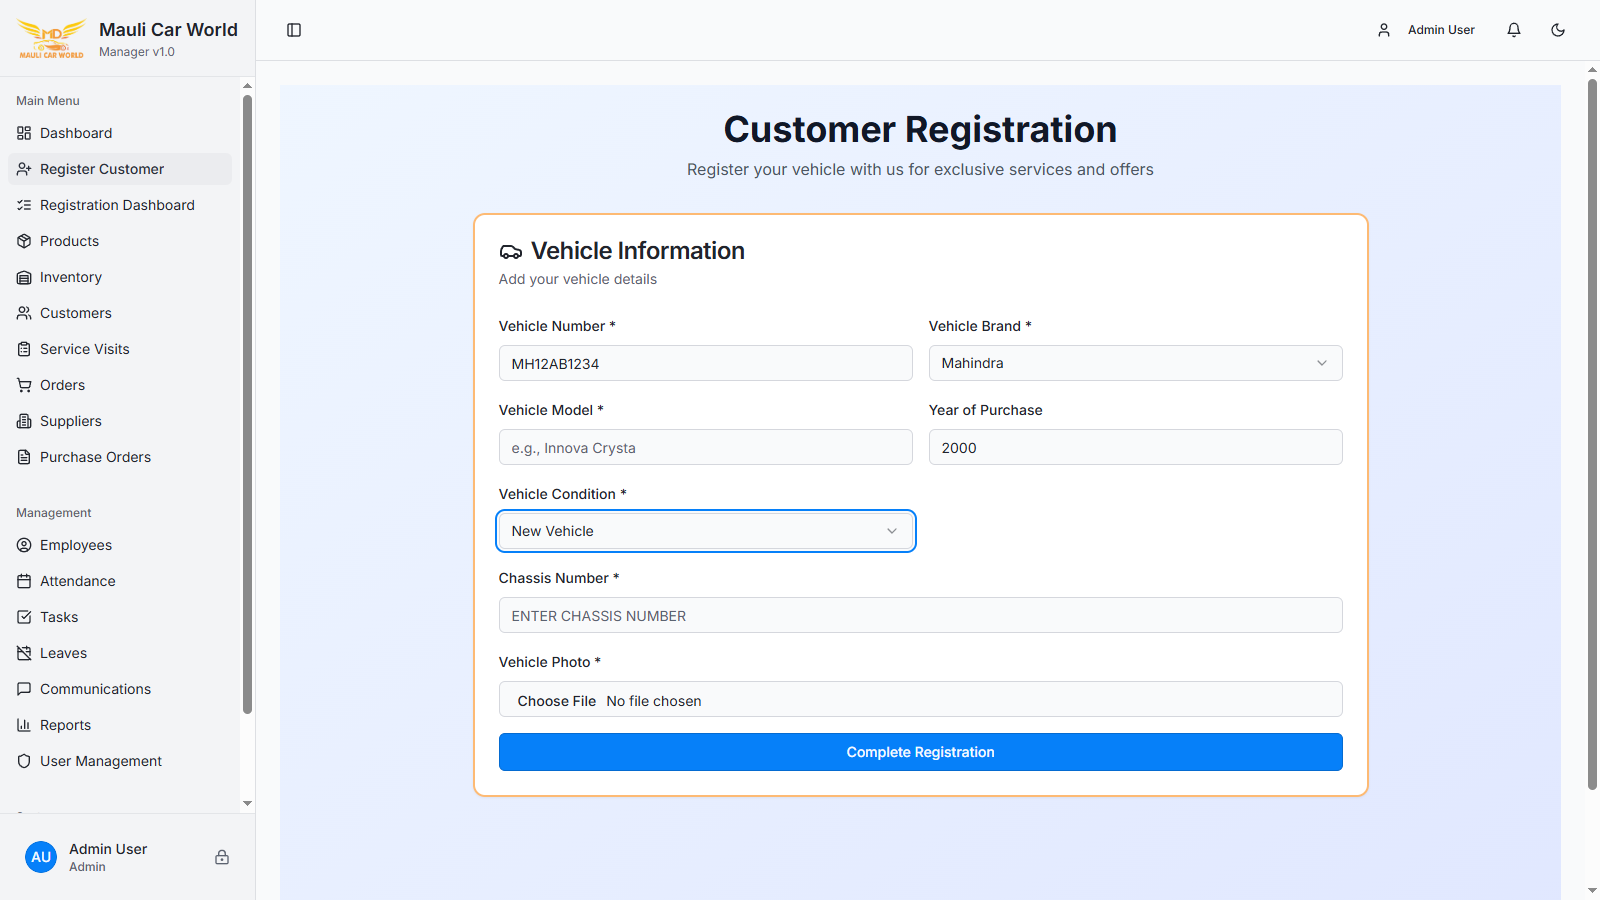 MD
MAULI CAR WORLD
Mauli Car World
Manager v1.0
Admin User
Main Menu
Dashboard
Register Customer
Registration Dashboard
Products
Inventory
Customers
Service Visits
Orders
Suppliers
Purchase Orders
Management
Employees
Attendance
Tasks
Leaves
Communications
Reports
User Management
AU
Admin User
Admin
Customer Registration
Register your vehicle with us for exclusive services and offers
Vehicle Information
Add your vehicle details
Vehicle Number *
MH12AB1234
Vehicle Brand *
Mahindra
Vehicle Model *
e.g., Innova Crysta
Year of Purchase
2000
Vehicle Condition *
New Vehicle
Chassis Number *
ENTER CHASSIS NUMBER
Vehicle Photo *
Choose File No file chosen
Complete Registration